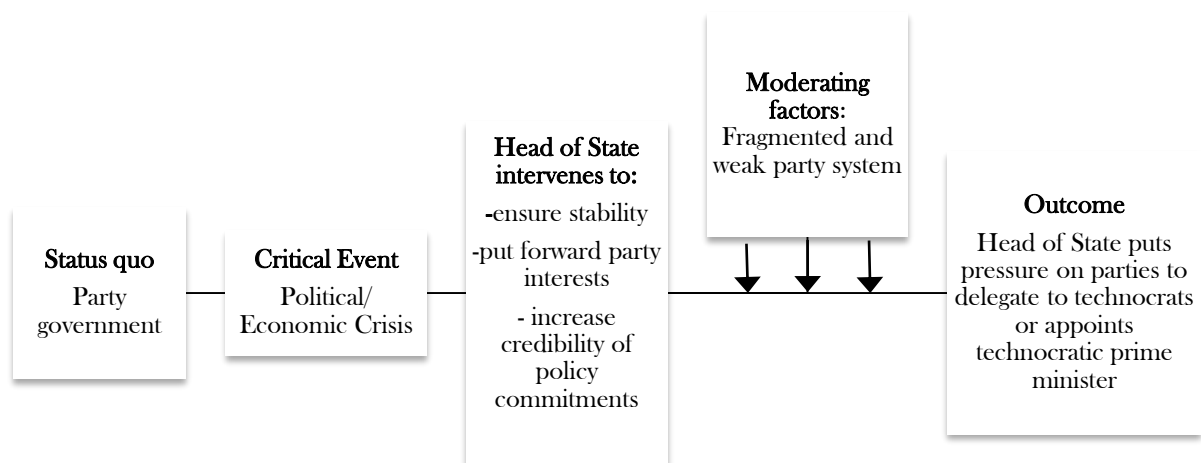 Status quo
Party
government
Critical Event
Political/
Economic Crisis
Head of State
intervenes to:
-ensure stability
-put forward party
interests
- increase
credibility of
policy
commitments
Moderating
factors:
Fragmented and
weak party system
Outcome
Head of State puts
pressure on parties to
delegate to technocrats
or appoints
technocratic prime
minister